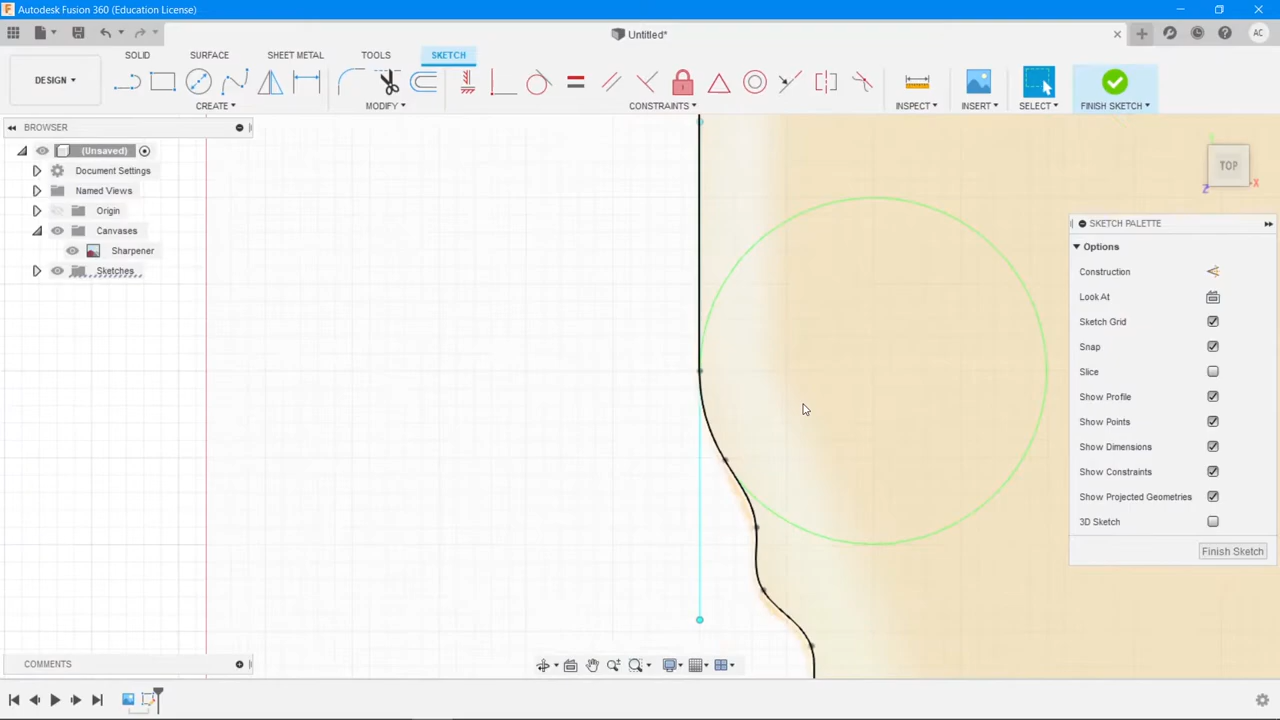 Autodesk Fusion 360 (Education License)
Untitled*
AC
DESIGN
SOLID
SURFACE
SHEET METAL
TOOLS
SKETCH
CREATE
MODIFY
CONSTRAINTS
INSPECT
INSERT
SELECT
FINISH SKETCH
BROWSER
(Unsaved)
Document Settings
Named Views
Origin
Canvases
Sharpener
Sketches
TOP
X
Z
SKETCH PALETTE
Options
Construction
Look At
Sketch Grid
Snap
Slice
Show Profile
Show Points
Show Dimensions
Show Constraints
Show Projected Geometries
3D Sketch
Finish Sketch
COMMENTS